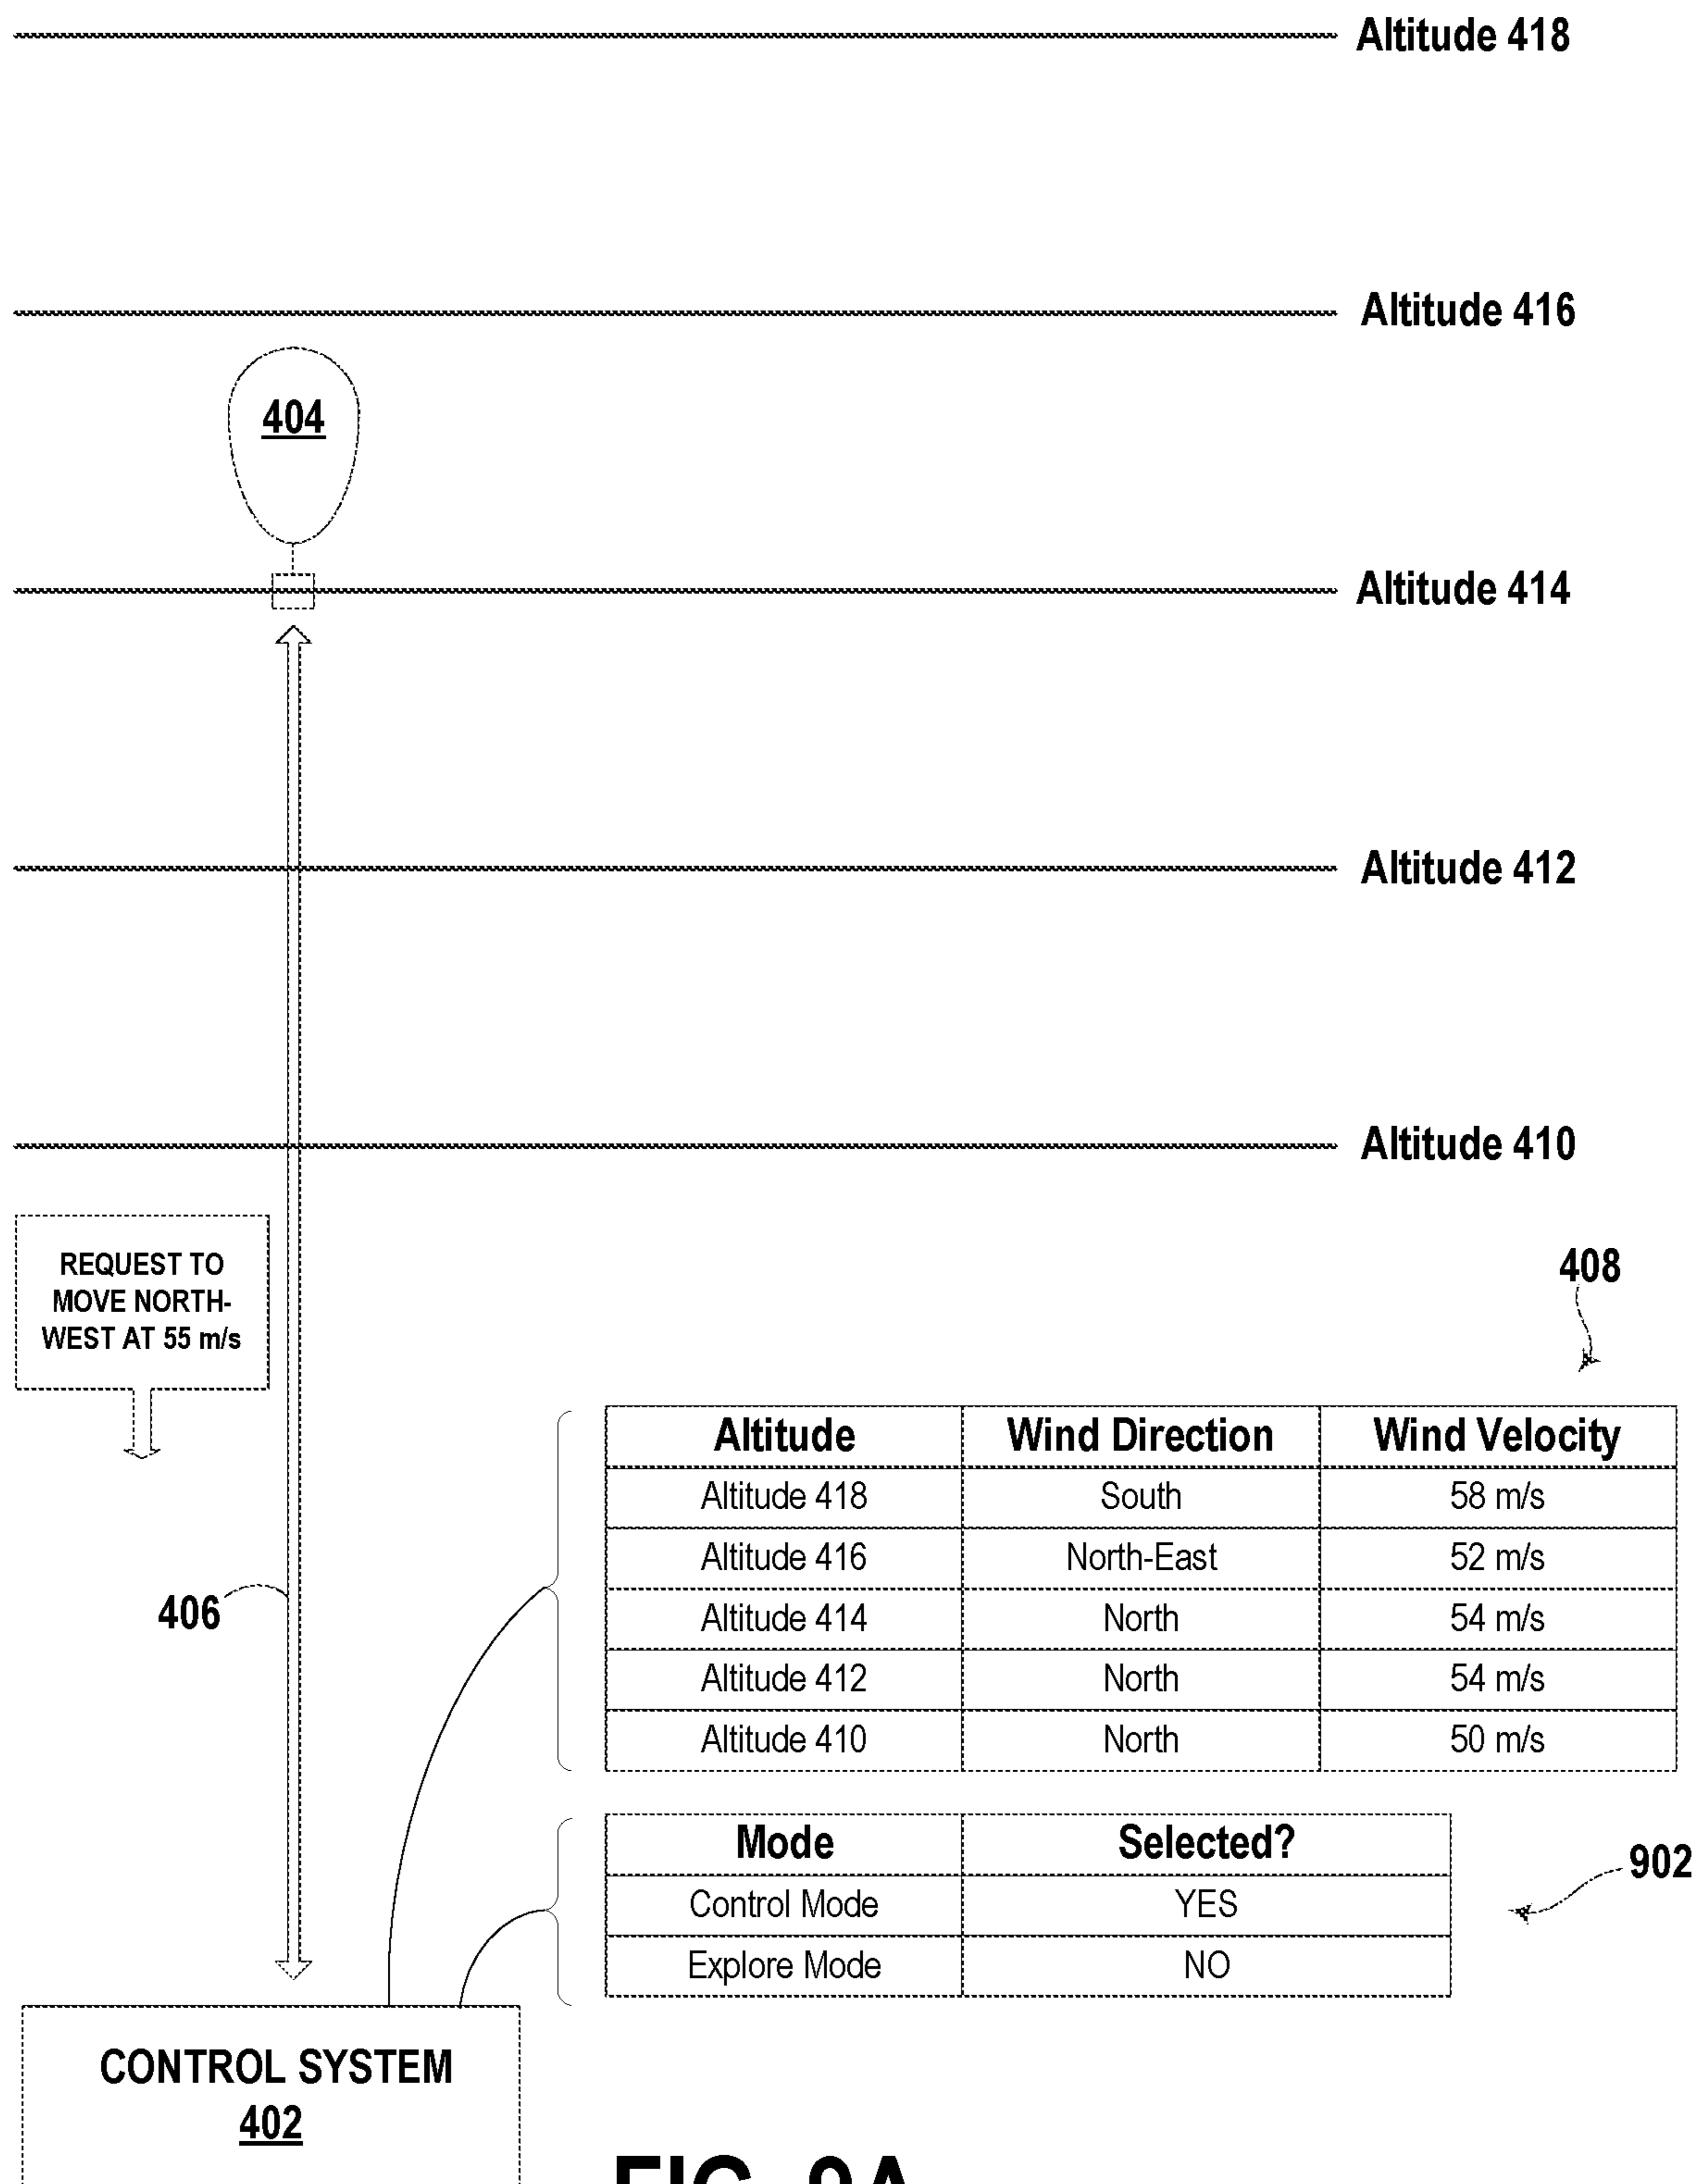 Altitude 418
Altitude 416
404
Altitude 414
Altitude 412
Altitude 410
REQUEST TO
MOVE NORTH-
WEST AT 55 m/s
408
Altitude Wind Direction Wind Velocity
Altitude 418 South 58 m/s
Altitude 416 North-East 52 m/s
Altitude 414 North 54 m/s
Altitude 412 North 54 m/s
Altitude 410 North 50 m/s
406
Mode Selected?
Control Mode YES
Explore Mode NO
902
CONTROL SYSTEM
402
FIG. 9A